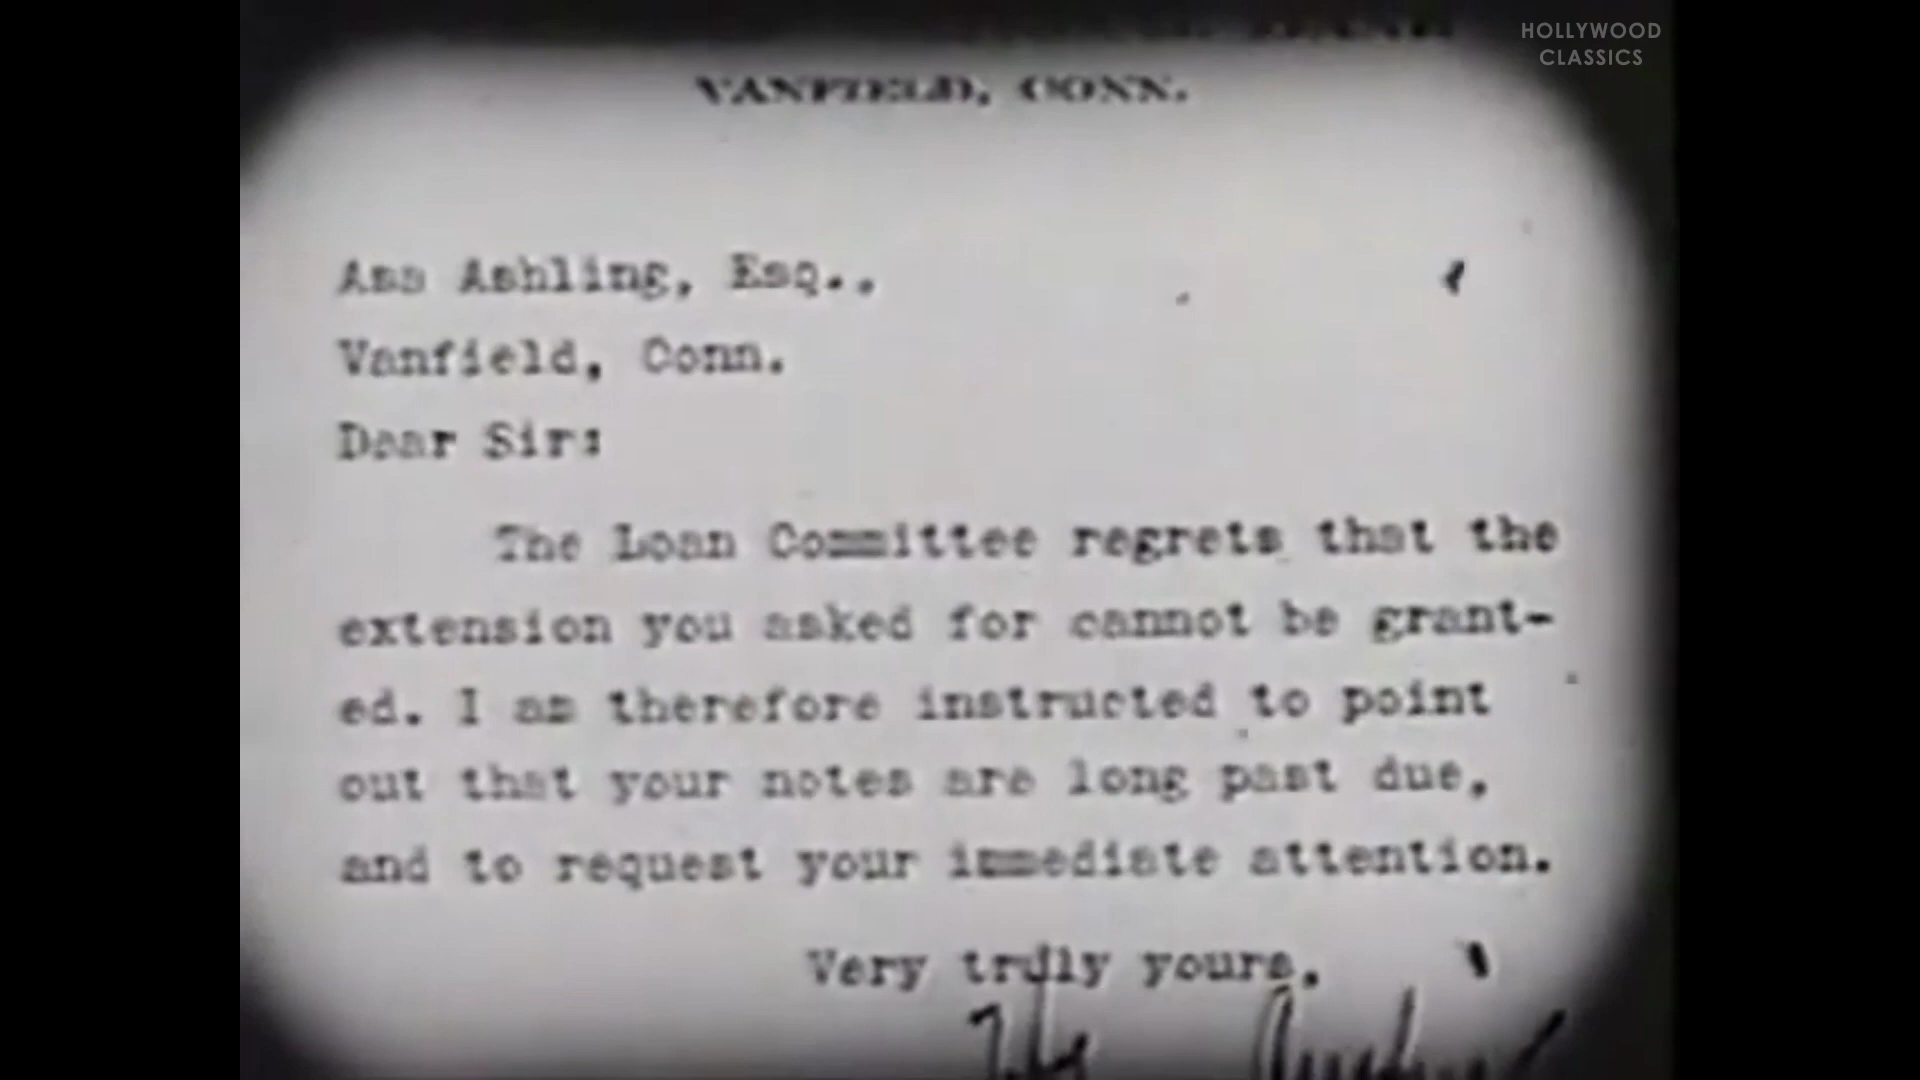 HOLLYWOOD
CLASSICS
VANFIELD, CONN.
Asa Ashling, Esq.,
Vanfield, Conn.
Dear Sir:
The Loan Committee regrets that the
extension you asked for cannot be grant-
ed. I am therefore instructed to point
out that your notes are long past due,
and to request your immediate attention.
Very truly yours,